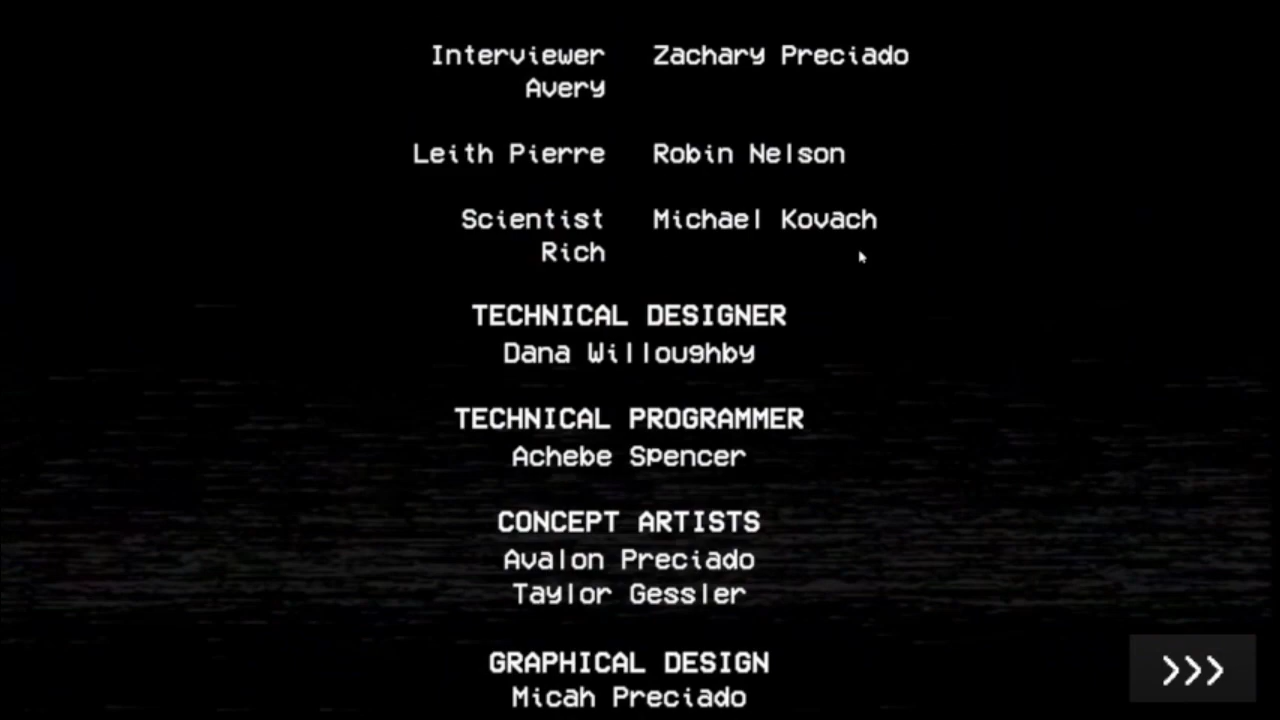 Interviewer Zachary Preciado
Avery
Leith Pierre Robin Nelson
Scientist Michael Kovach
Rich
TECHNICAL DESIGNER
Dana Willoughby
TECHNICAL PROGRAMMER
Achebe Spencer
CONCEPT ARTISTS
Avalon Preciado
Taylor Gessler
GRAPHICAL DESIGN
Micah Preciado
>>>